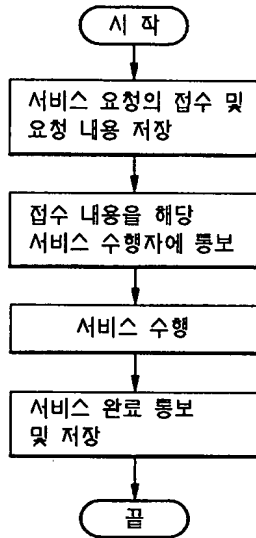 시 작
서비스 요청의 접수 및
요청 내용 저장
접수 내용을 해당
서비스 수행자에 통보
서비스 수행
서비스 완료 통보
및 저장
끝